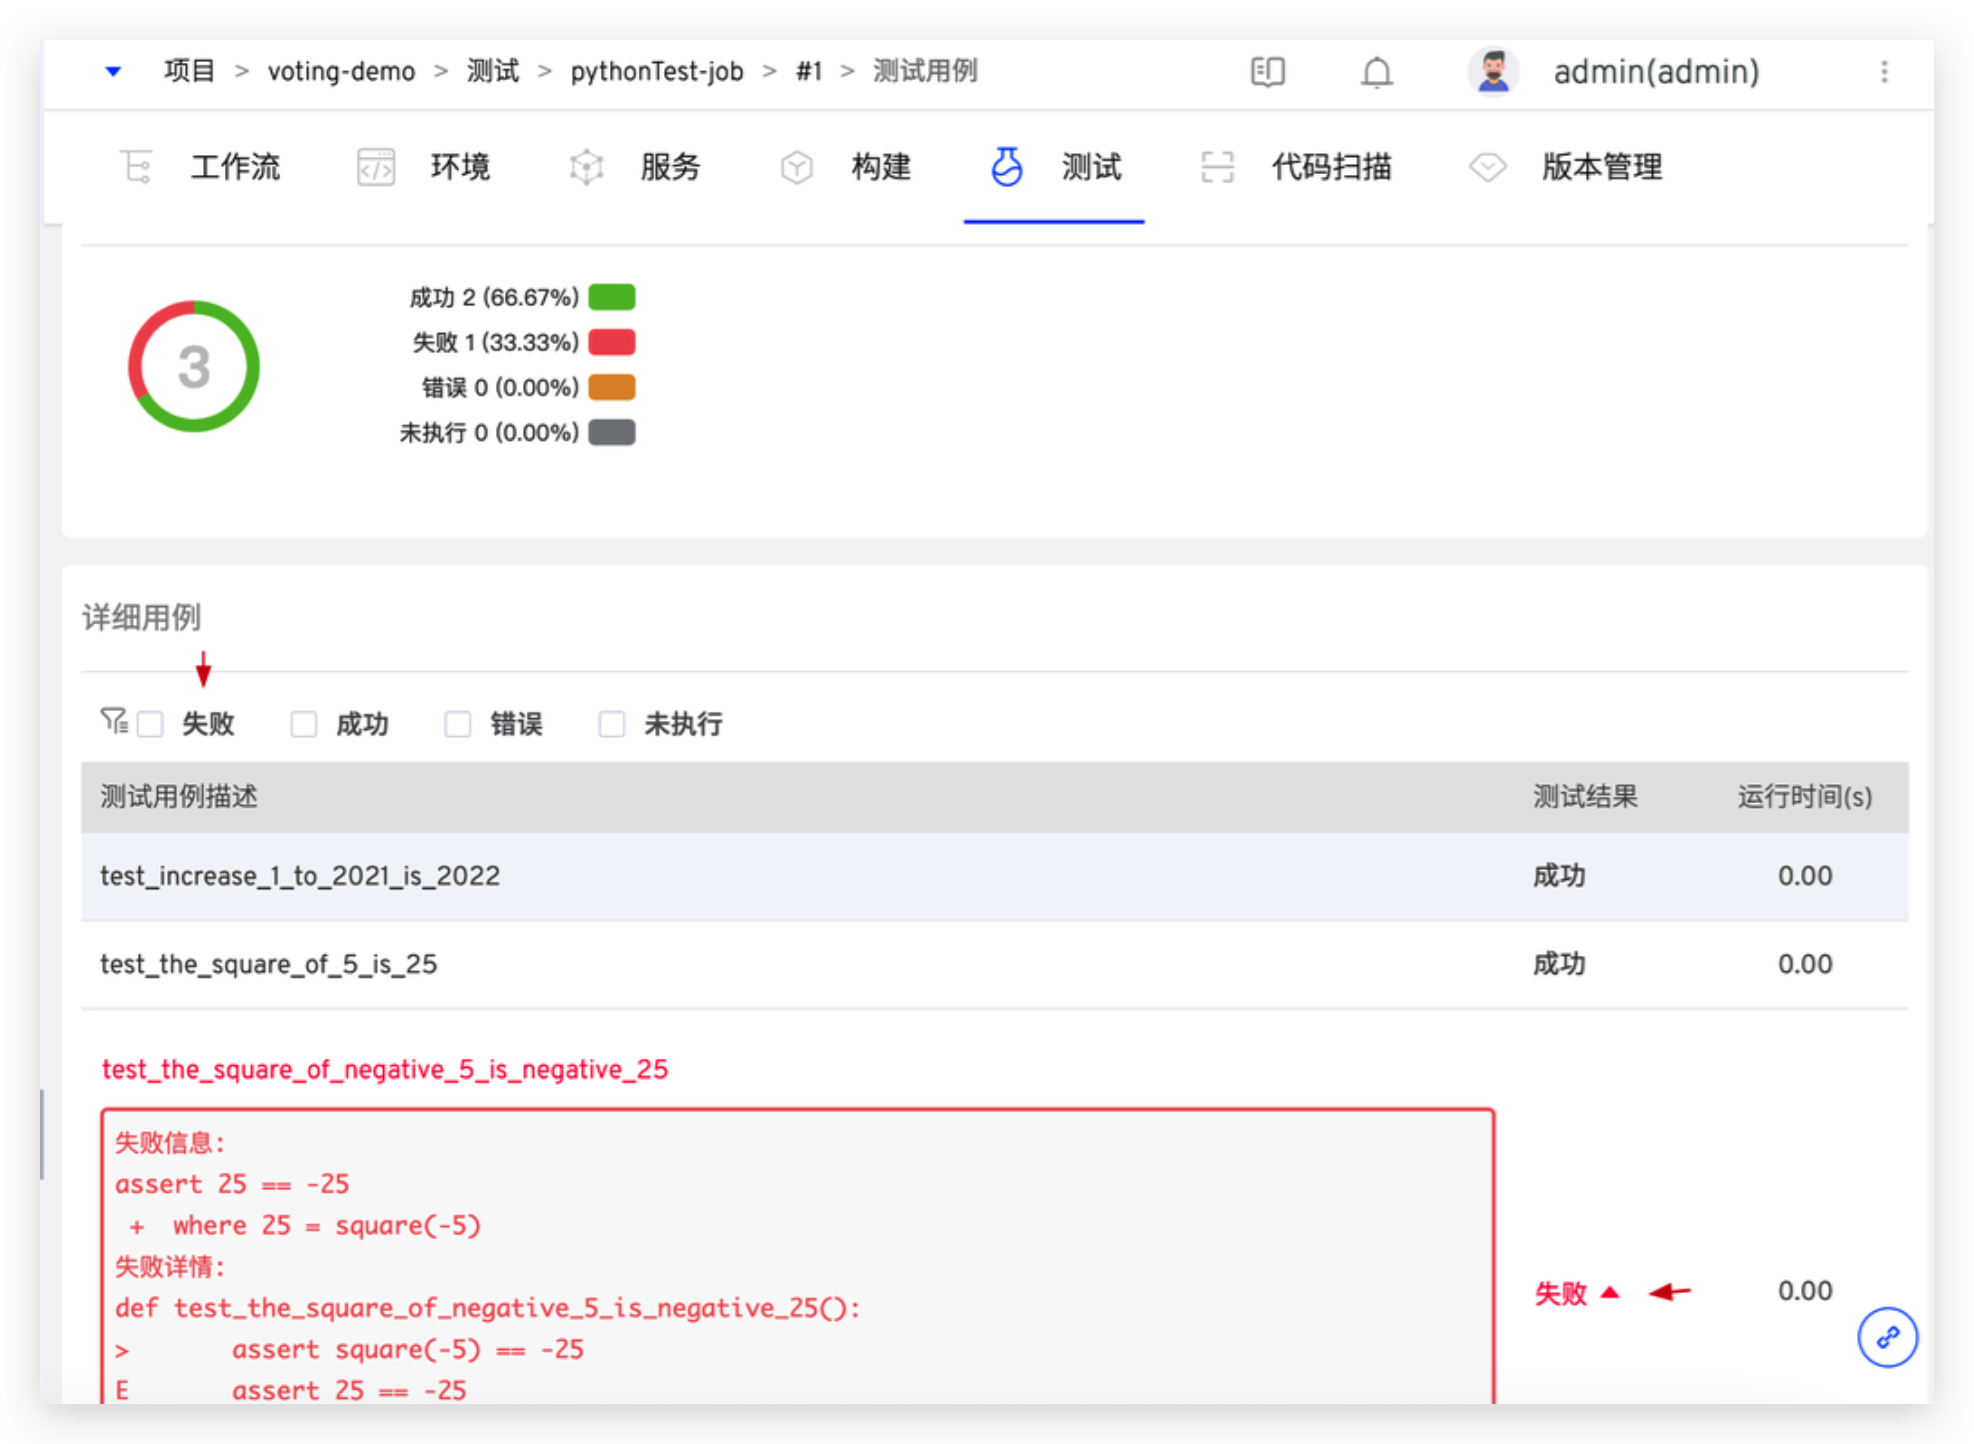 项目 > voting-demo > 测试 > pythonTest-job > #1 > 测试用例
admin(admin)
工作流 环境 服务 构建 测试 代码扫描 版本管理
3
成功 2 (66.67%)
失败 1 (33.33%)
错误 0 (0.00%)
未执行 0 (0.00%)
详细用例
失败 成功 错误 未执行
测试用例描述 测试结果 运行时间(s)
test_increase_1_to_2021_is_2022 成功 0.00
test_the_square_of_5_is_25 成功 0.00
test_the_square_of_negative_5_is_negative_25
失败信息:
assert 25 == -25
 +  where 25 = square(-5)
失败详情:
失败 0.00
def test_the_square_of_negative_5_is_negative_25():
>       assert square(-5) == -25
E       assert 25 == -25